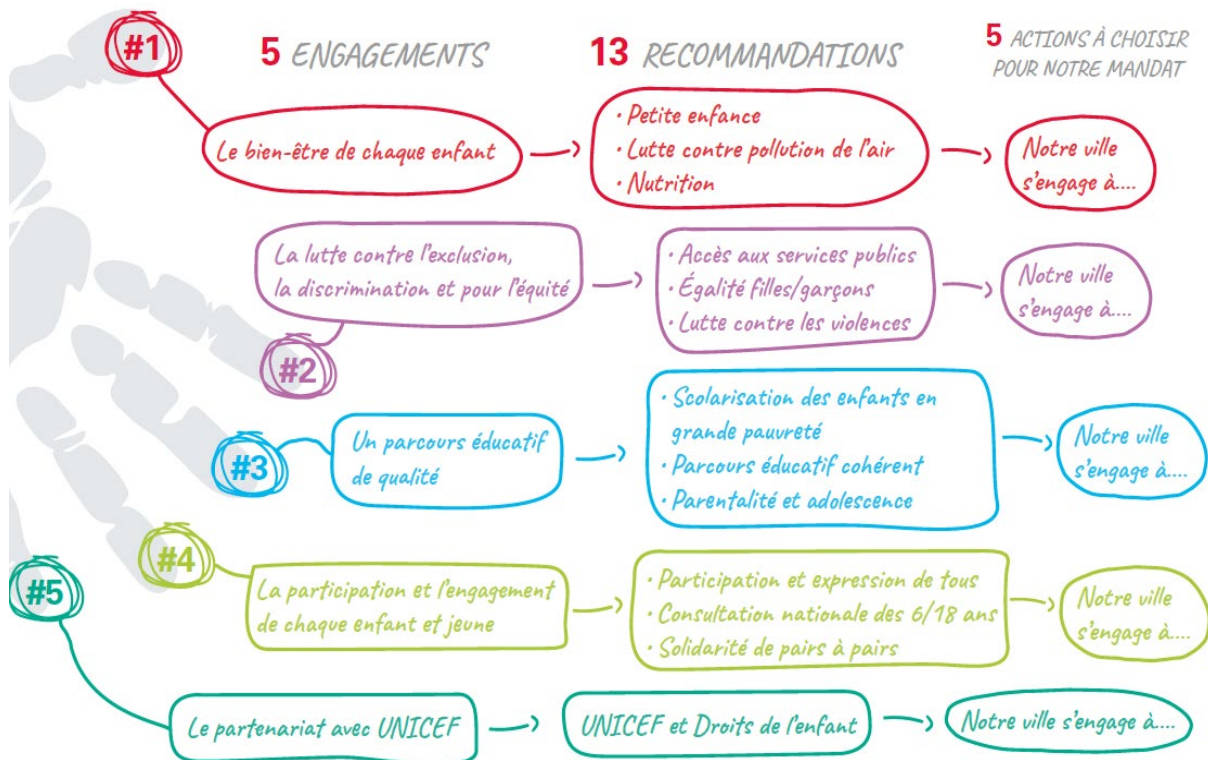 #1
5 ENGAGEMENTS
13 RECOMMANDATIONS
5 ACTIONS À CHOISIR
POUR NOTRE MANDAT
Le bien-être de chaque enfant
• Petite enfance
• Lutte contre pollution de l'air
• Nutrition
Notre ville
s'engage à....
La lutte contre l'exclusion,
la discrimination et pour l'équité
• Accès aux services publics
• Égalité filles/garçons
• Lutte contre les violences
Notre ville
s'engage à....
#2
#3
Un parcours éducatif
de qualité
• Scolarisation des enfants en
grande pauvreté
• Parcours éducatif cohérent
• Parentalité et adolescence
Notre ville
s'engage à....
#4
La participation et l'engagement
de chaque enfant et jeune
• Participation et expression de tous
• Consultation nationale des 6/18 ans
• Solidarité de pairs à pairs
Notre ville
s'engage à....
#5
Le partenariat avec UNICEF
UNICEF et Droits de l'enfant
Notre ville s'engage à....